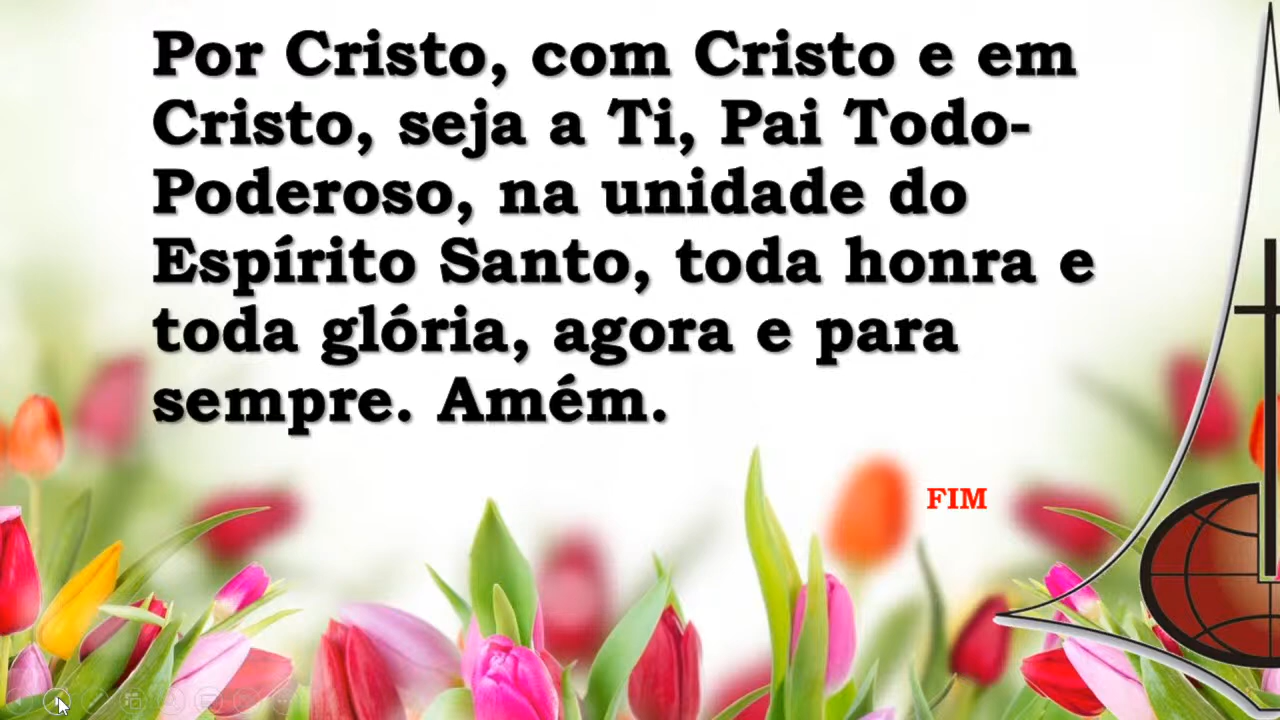 Por Cristo, com Cristo e em
Cristo, seja a Ti, Pai Todo-
Poderoso, na unidade do
Espírito Santo, toda honra e
toda glória, agora e para
sempre. Amém.
FIM